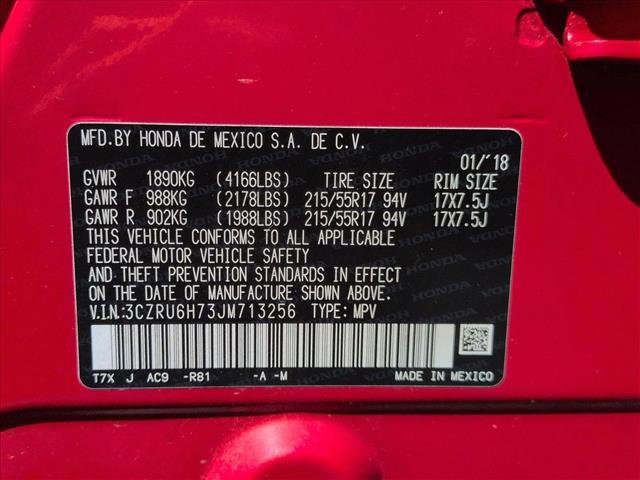 MFD.BY HONDA DE MEXICO S.A. DE C.V.
01/'18
GVWR 1890KG (4166LBS) TIRE SIZE RIM SIZE
GAWR F 988KG (2178LBS) 215/55R17 94V 17X7.5J
GAWR R 902KG (1988LBS) 215/55R17 94V 17X7.5J
THIS VEHICLE CONFORMS TO ALL APPLICABLE
FEDERAL MOTOR VEHICLE SAFETY
AND THEFT PREVENTION STANDARDS IN EFFECT
ON THE DATE OF MANUFACTURE SHOWN ABOVE.
V.I.N.:3CZRU6H73JM713256 TYPE: MPV
T7X J AC9 -R81 -A -M MADE IN MEXICO